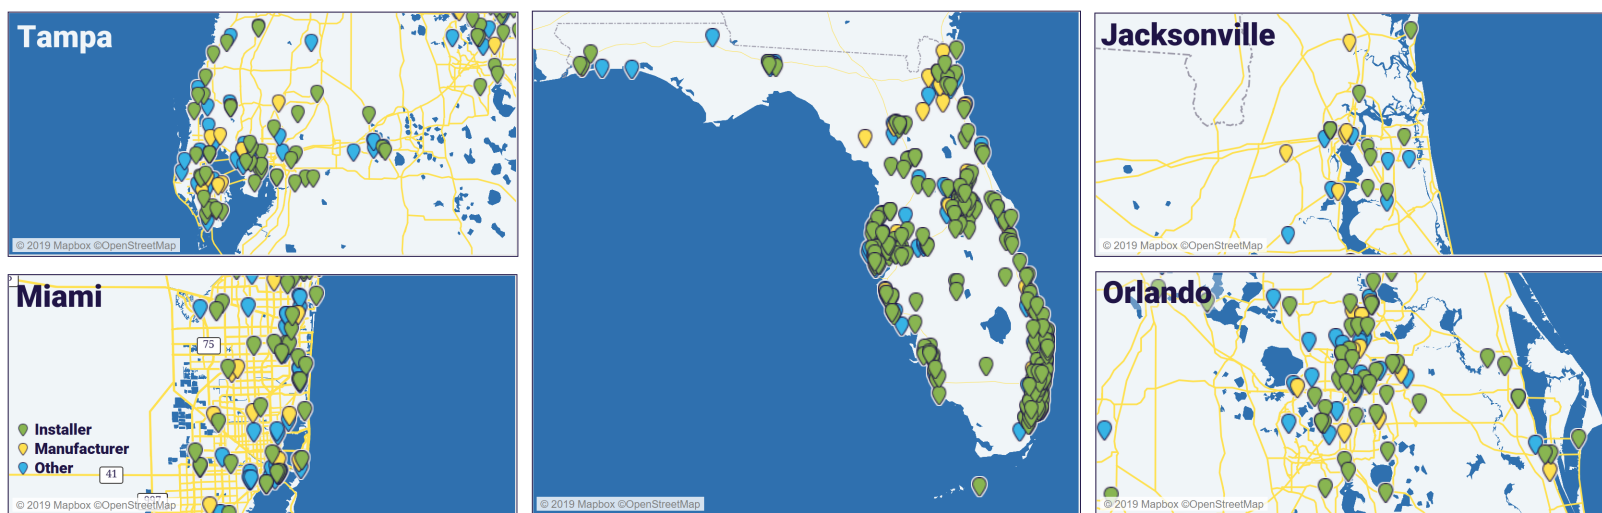 Tampa
© 2019 Mapbox ©OpenStreetMap
Miami
75
Installer
Manufacturer
Other
41
© 2019 Mapbox ©OpenStreetMap
© 2019 Mapbox ©OpenStreetMap
Jacksonville
© 2019 Mapbox ©OpenStreetMap
Orlando
© 2019 Mapbox ©OpenStreetMap